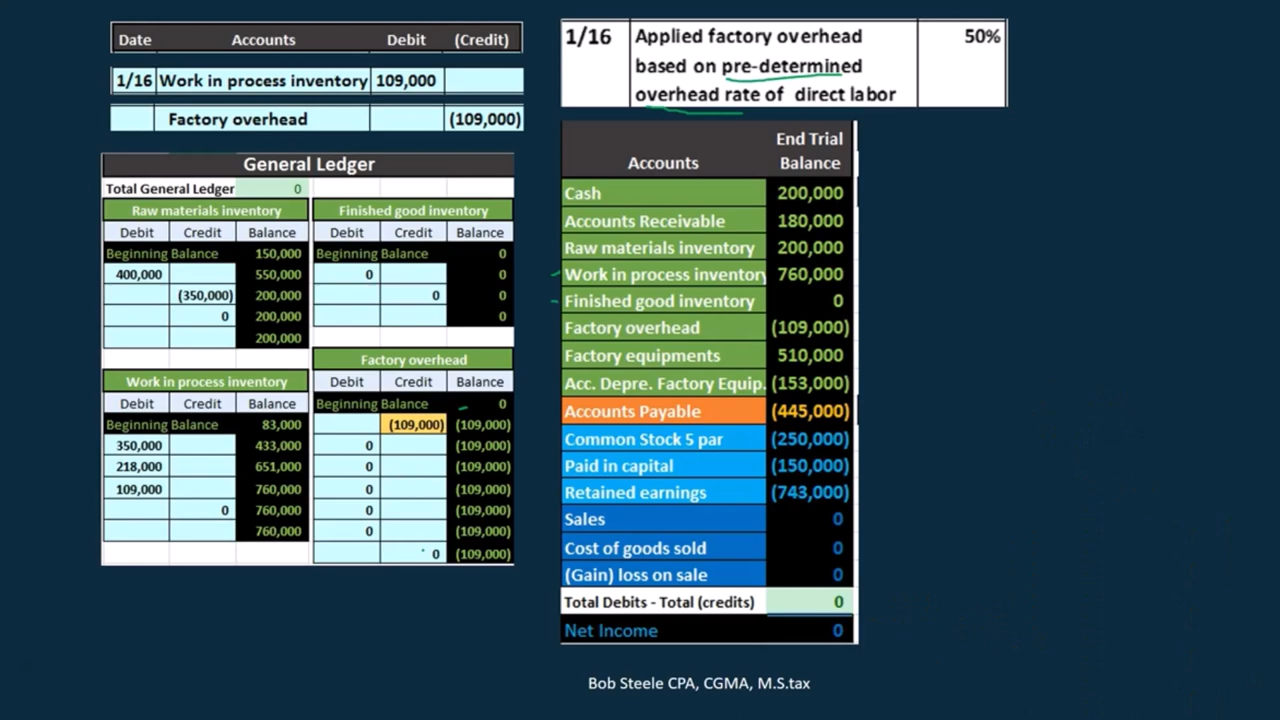 Date Accounts Debit (Credit)
1/16 Work in process inventory 109,000
Factory overhead (109,000)
1/16 Applied factory overhead 50%
based on pre-determined
overhead rate of direct labor
General Ledger
Total General Ledger 0
Raw materials inventory
Debit Credit Balance
Beginning Balance 150,000
400,000 550,000
(350,000) 200,000
0 200,000
200,000
Finished good inventory
Debit Credit Balance
Beginning Balance 0
0 0
0 0
0
Work in process inventory
Debit Credit Balance
Beginning Balance 83,000
350,000 433,000
218,000 651,000
109,000 760,000
0 760,000
760,000
Factory overhead
Debit Credit Balance
Beginning Balance 0
(109,000) (109,000)
0 (109,000)
0 (109,000)
0 (109,000)
0 (109,000)
0 (109,000)
0 (109,000)
End Trial
Accounts Balance
Cash 200,000
Accounts Receivable 180,000
Raw materials inventory 200,000
Work in process inventory 760,000
Finished good inventory 0
Factory overhead (109,000)
Factory equipments 510,000
Acc. Depre. Factory Equip. (153,000)
Accounts Payable (445,000)
Common Stock 5 par (250,000)
Paid in capital (150,000)
Retained earnings (743,000)
Sales 0
Cost of goods sold 0
(Gain) loss on sale 0
Total Debits - Total (credits) 0
Net Income 0
Bob Steele CPA, CGMA, M.S.tax